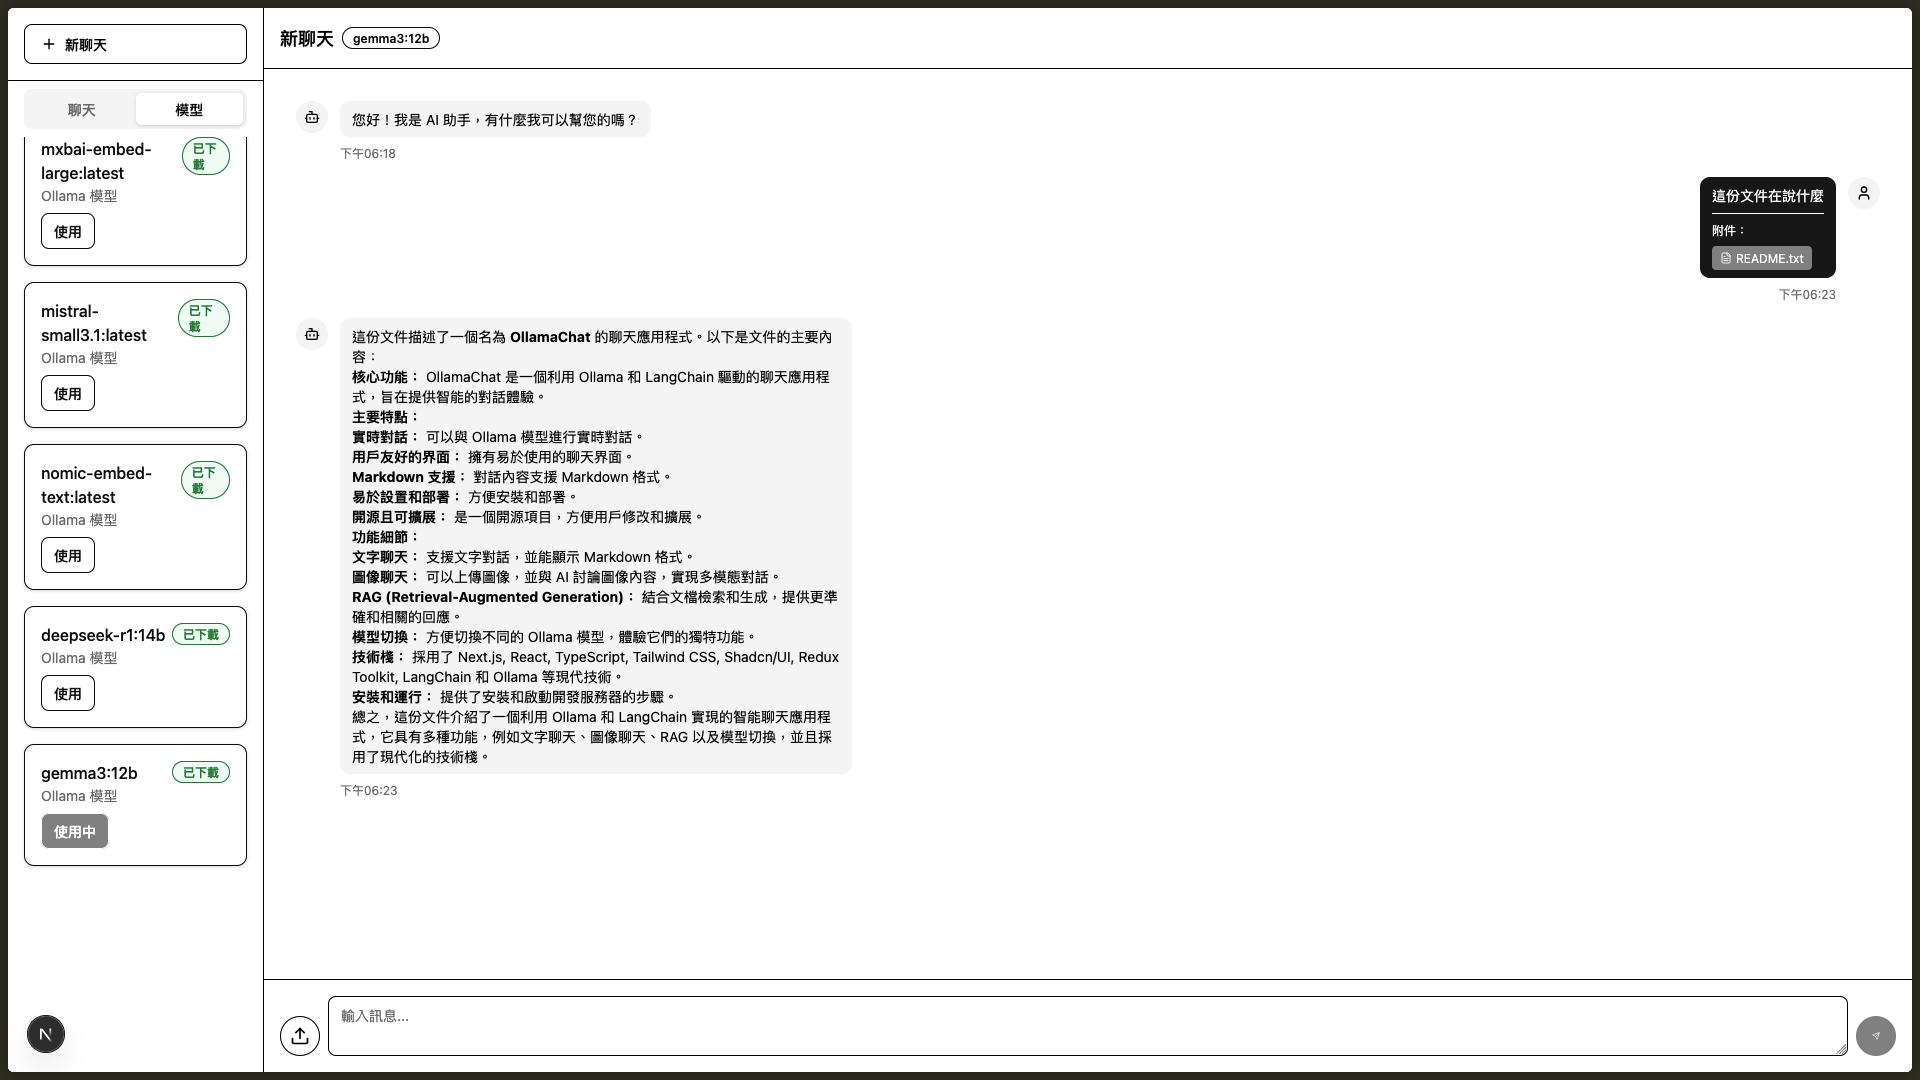 新聊天
聊天
模型
mxbai-embed-
large:latest
已下
載
Ollama 模型
使用
mistral-
small3.1:latest
已下
載
Ollama 模型
使用
nomic-embed-
text:latest
已下
載
Ollama 模型
使用
deepseek-r1:14b
已下載
Ollama 模型
使用
gemma3:12b
已下載
Ollama 模型
使用中
N
新聊天 gemma3:12b
您好！我是 AI 助手，有什麼我可以幫您的嗎？
下午06:18
這份文件在說什麼
附件：
README.txt
下午06:23
這份文件描述了一個名為 OllamaChat 的聊天應用程式。以下是文件的主要內
容：
核心功能： OllamaChat 是一個利用 Ollama 和 LangChain 驅動的聊天應用程
式，旨在提供智能的對話體驗。
主要特點：
實時對話： 可以與 Ollama 模型進行實時對話。
用戶友好的界面： 擁有易於使用的聊天界面。
Markdown 支援： 對話內容支援 Markdown 格式。
易於設置和部署： 方便安裝和部署。
開源且可擴展： 是一個開源項目，方便用戶修改和擴展。
功能細節：
文字聊天： 支援文字對話，並能顯示 Markdown 格式。
圖像聊天： 可以上傳圖像，並與 AI 討論圖像內容，實現多模態對話。
RAG (Retrieval-Augmented Generation)： 結合文檔檢索和生成，提供更準
確和相關的回應。
模型切換： 方便切換不同的 Ollama 模型，體驗它們的獨特功能。
技術棧： 採用了 Next.js, React, TypeScript, Tailwind CSS, Shadcn/UI, Redux
Toolkit, LangChain 和 Ollama 等現代技術。
安裝和運行： 提供了安裝和啟動開發服務器的步驟。
總之，這份文件介紹了一個利用 Ollama 和 LangChain 實現的智能聊天應用程
式，它具有多種功能，例如文字聊天、圖像聊天、RAG 以及模型切換，並且採
用了現代化的技術棧。
下午06:23
輸入訊息...